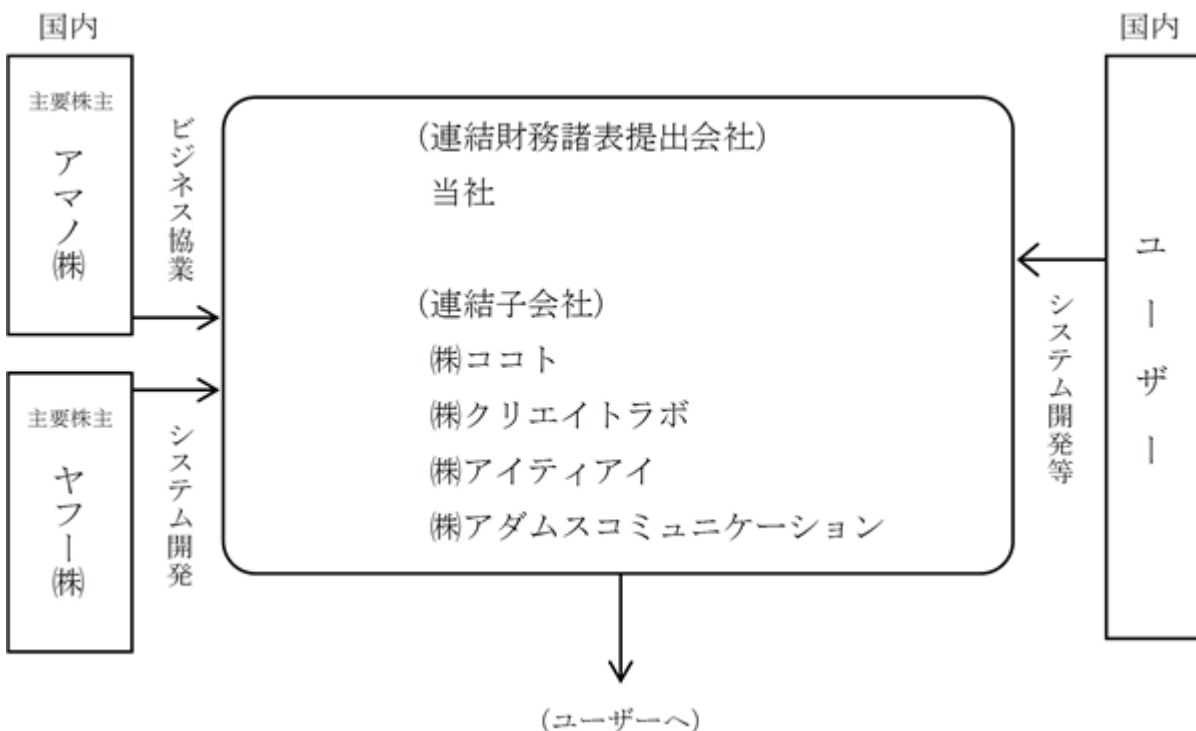 国内
主要株主
アマノ㈱
ビジネス協業
主要株主
ヤフー㈱
システム開発
(連結財務諸表提出会社)
当社
(連結子会社)
㈱ココト
㈱クリエイトラボ
㈱アイティアイ
㈱アダムスコミュニケーション
(ユーザーへ)
国内
ユーザー
システム開発等